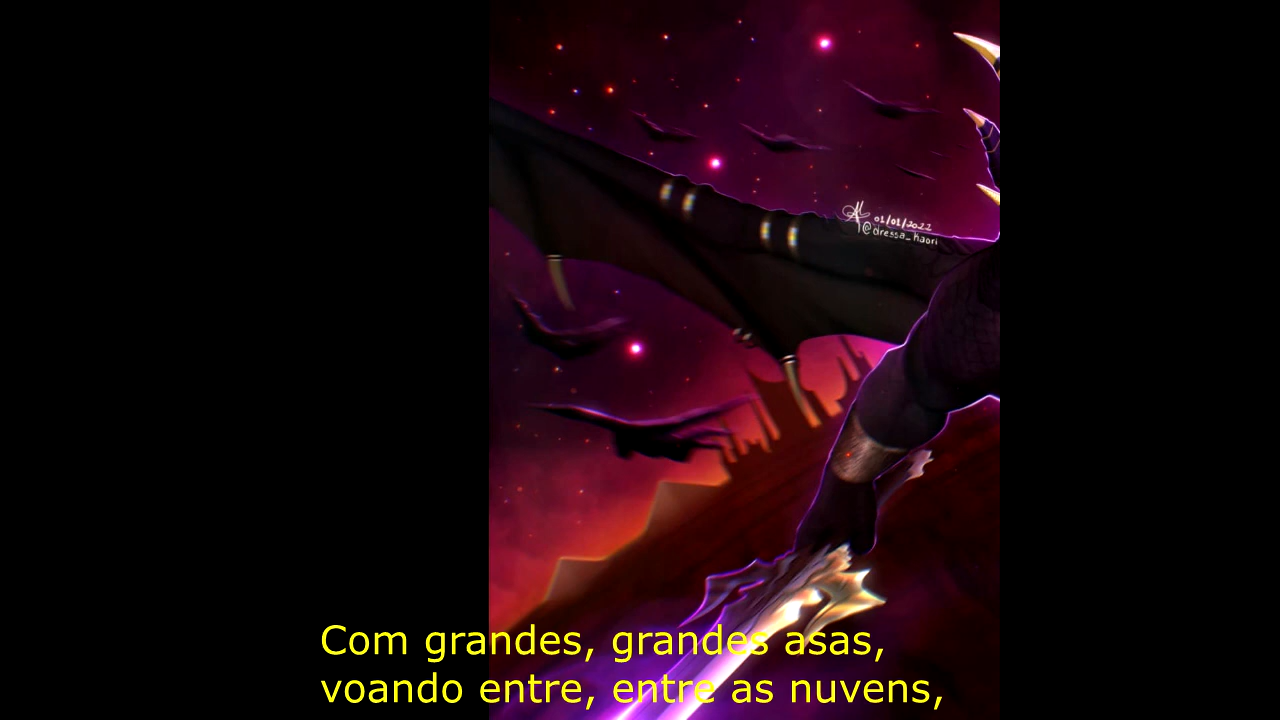 01/01/2022
@dressa_haori
Com grandes, grandes asas,
voando entre, entre as nuvens,